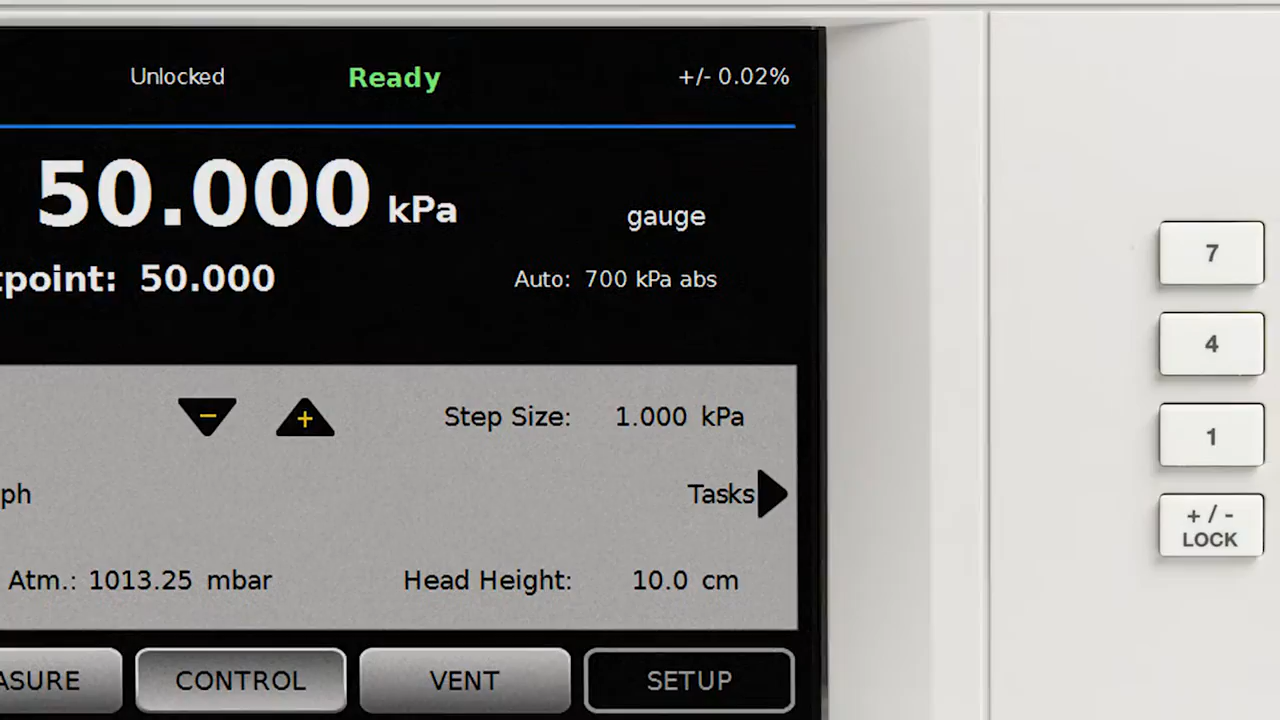 Unlocked Ready +/- 0.02%
50.000 kPa gauge
tpoint: 50.000 Auto: 700 kPa abs
− + Step Size: 1.000 kPa
ph Tasks
Atm.: 1013.25 mbar Head Height: 10.0 cm
ASURE CONTROL VENT SETUP
7
4
1
+ / -
LOCK